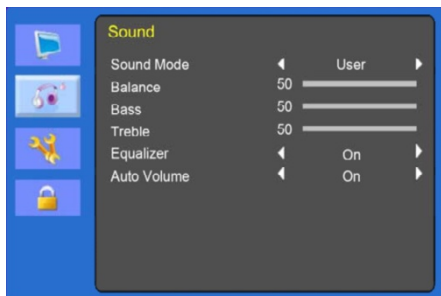 Sound
Sound Mode User
Balance 50
Bass 50
Treble 50
Equalizer On
Auto Volume On